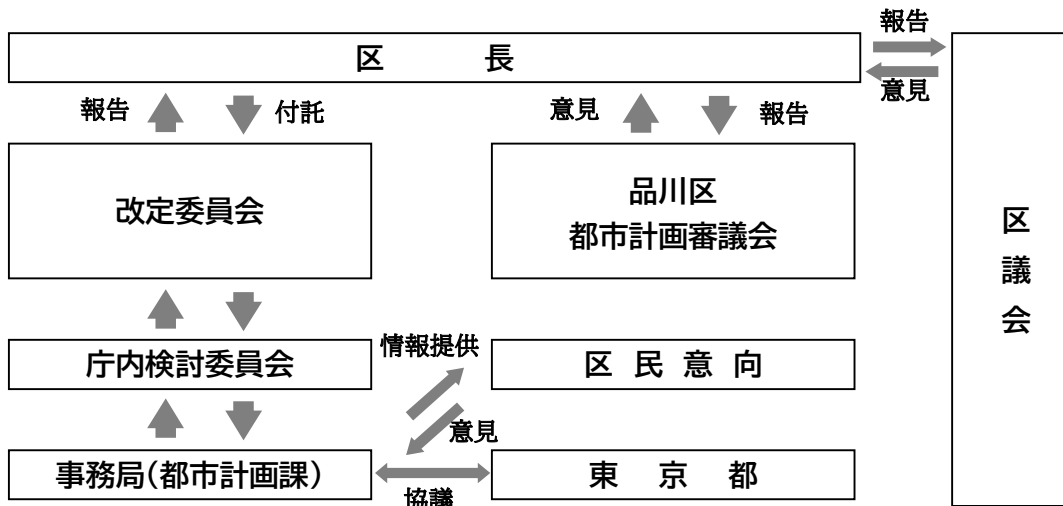 報告
区長
意見
報告
付託
意見
報告
改定委員会
品川区
都市計画審議会
区議会
情報提供
庁内検討委員会
区民意向
意見
事務局(都市計画課)
東京都
協議